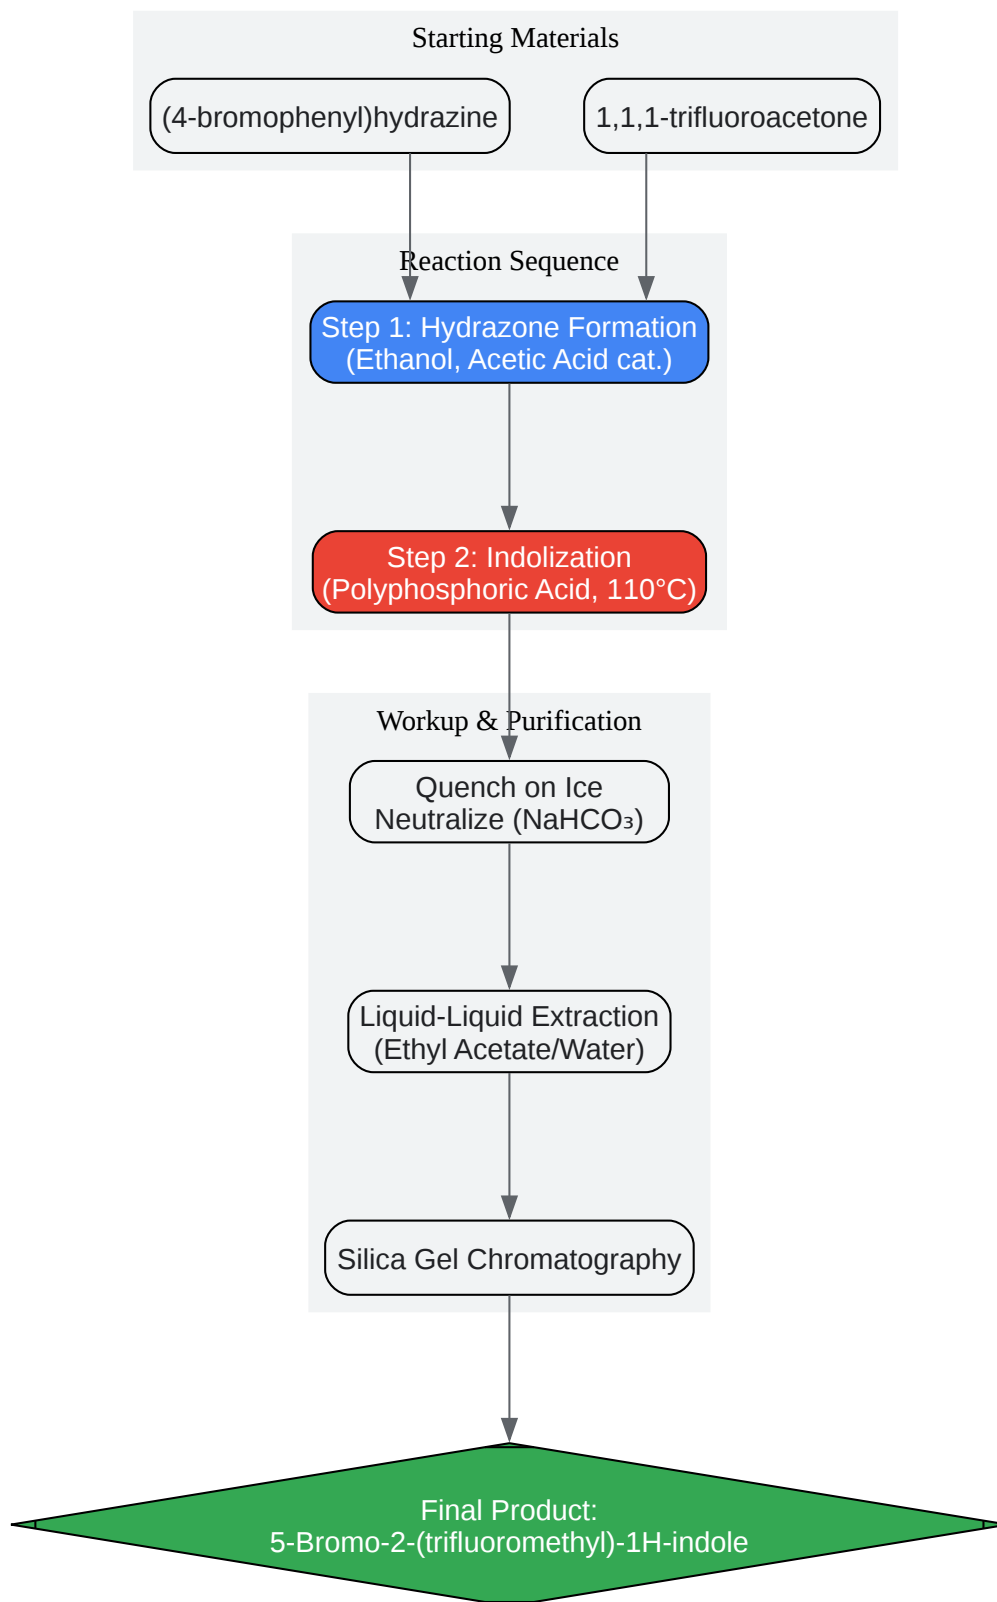 Starting Materials
(4-bromophenyl)hydrazine
1,1,1-trifluoroacetone
Reaction Sequence
Step 1: Hydrazone Formation
(Ethanol, Acetic Acid cat.)
Step 2: Indolization
(Polyphosphoric Acid, 110°C)
Workup & Purification
Quench on Ice
Neutralize (NaHCO₃)
Liquid-Liquid Extraction
(Ethyl Acetate/Water)
Silica Gel Chromatography
Final Product:
5-Bromo-2-(trifluoromethyl)-1H-indole